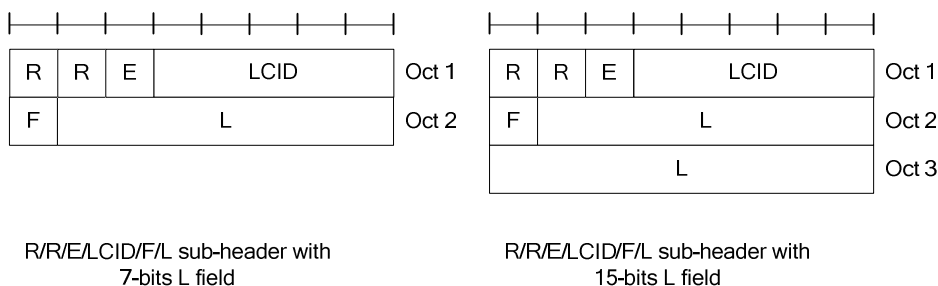 R R E LCID Oct 1
F L Oct 2
R/R/E/LCID/F/L sub-header with
7-bits L field
R R E LCID Oct 1
F L Oct 2
L Oct 3
R/R/E/LCID/F/L sub-header with
15-bits L field